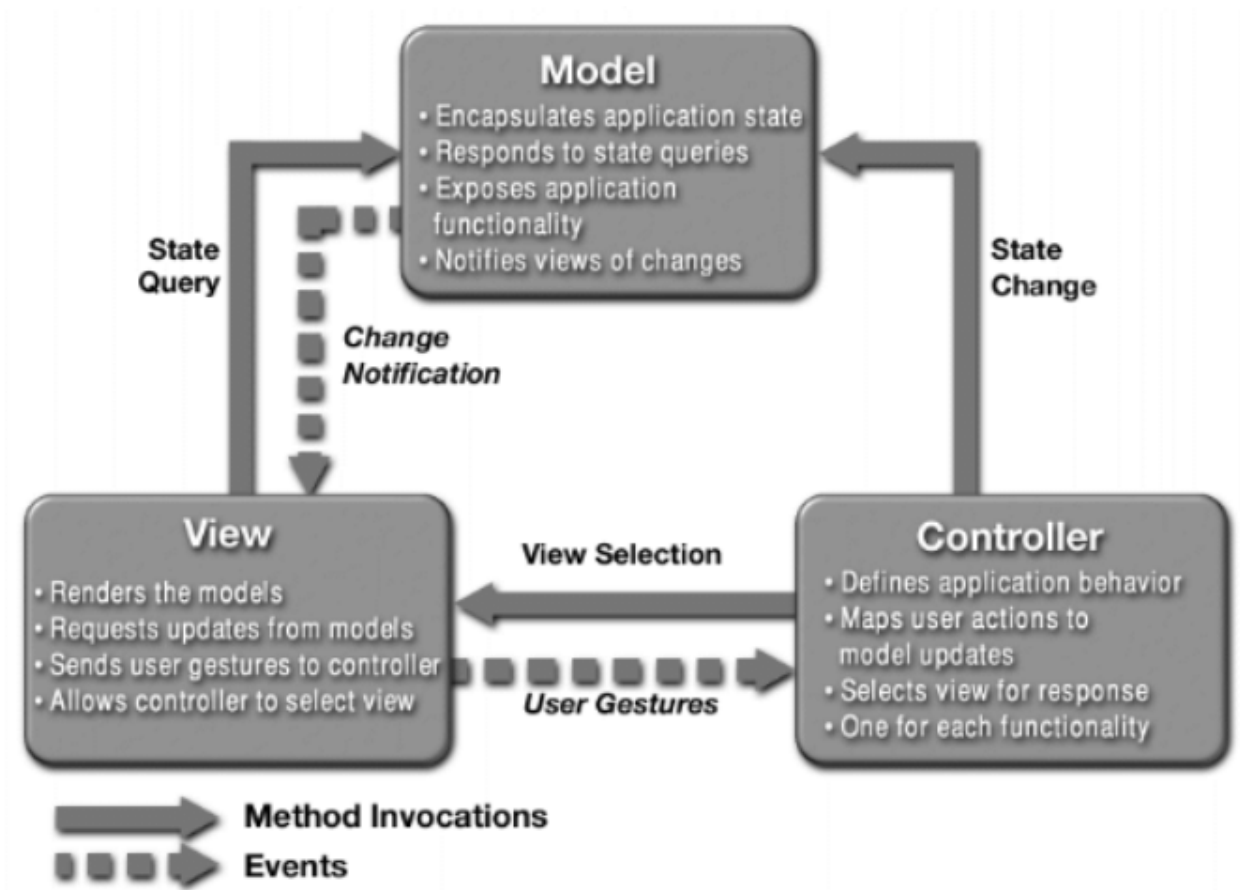 Model
• Encapsulates application state
• Responds to state queries
• Exposes application
functionality
• Notifies views of changes
State
Query
Change
Notification
State
Change
View
• Renders the models
• Requests updates from models
• Sends user gestures to controller
• Allows controller to select view
View Selection
User Gestures
Controller
• Defines application behavior
• Maps user actions to
model updates
• Selects view for response
• One for each functionality
Method Invocations
Events